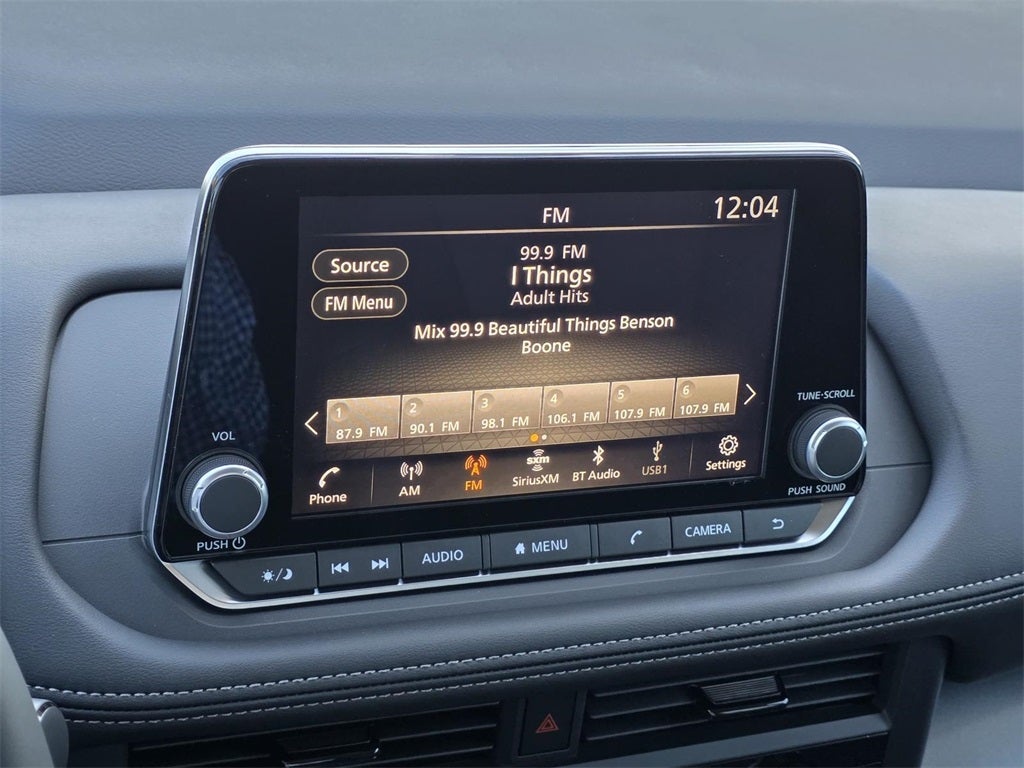 FM
12:04
Source
FM Menu
99.9 FM
l Things
Adult Hits
Mix 99.9 Beautiful Things Benson
Boone
1 87.9 FM
2 90.1 FM
3 98.1 FM
4 106.1 FM
5 107.9 FM
6 107.9 FM
Phone
AM
FM
sxm
SiriusXM
BT Audio
USB1
Settings
VOL
PUSH
TUNE·SCROLL
PUSH SOUND
AUDIO
MENU
CAMERA